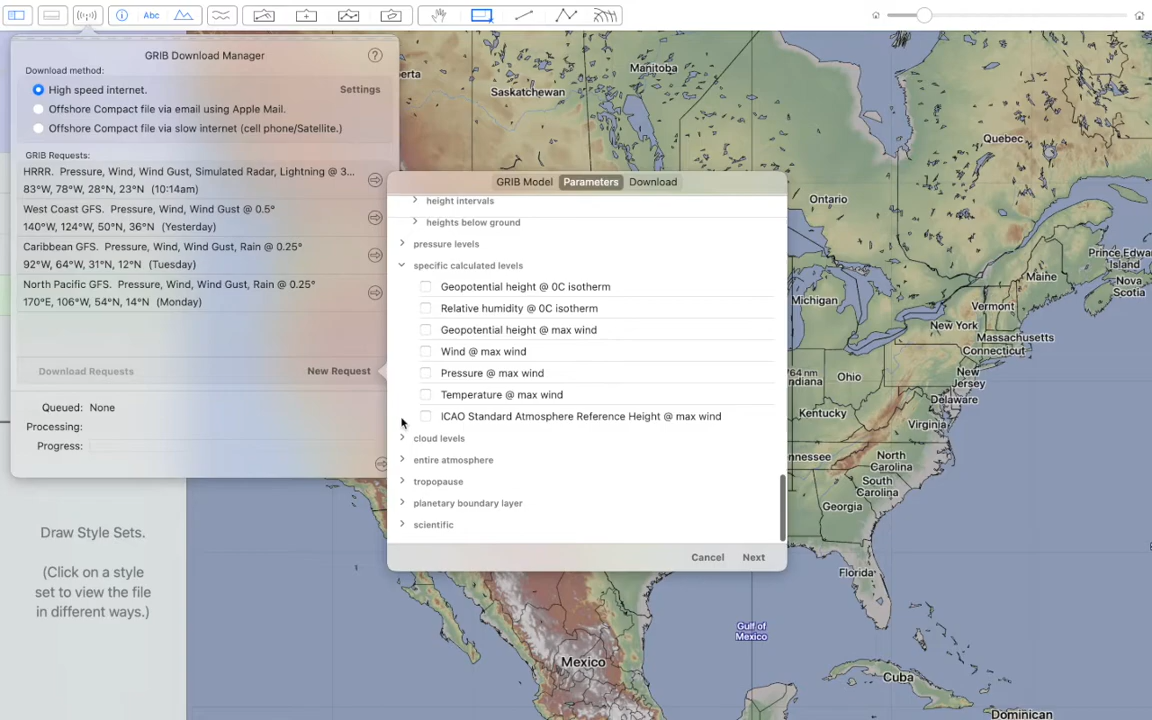 Abc
GRIB Download Manager
?
Download method:
High speed internet.
Settings
Offshore Compact file via email using Apple Mail.
Offshore Compact file via slow internet (cell phone/Satellite.)
GRIB Requests:
HRRR. Pressure, Wind, Wind Gust, Simulated Radar, Lightning @ 3...
83°W, 78°W, 28°N, 23°N (10:14am)
West Coast GFS. Pressure, Wind, Wind Gust @ 0.5°
140°W, 124°W, 50°N, 36°N (Yesterday)
Caribbean GFS. Pressure, Wind, Wind Gust, Rain @ 0.25°
92°W, 64°W, 31°N, 12°N (Tuesday)
North Pacific GFS. Pressure, Wind, Wind Gust, Rain @ 0.25°
170°E, 106°W, 54°N, 14°N (Monday)
Download Requests
New Request
Queued: None
Processing:
Progress:
Draw Style Sets.
(Click on a style
set to view the file
in different ways.)
GRIB Model
Parameters
Download
height intervals
heights below ground
pressure levels
specific calculated levels
Geopotential height @ 0C isotherm
Relative humidity @ 0C isotherm
Geopotential height @ max wind
Wind @ max wind
Pressure @ max wind
Temperature @ max wind
ICAO Standard Atmosphere Reference Height @ max wind
cloud levels
entire atmosphere
tropopause
planetary boundary layer
scientific
Cancel
Next
erta
Saskatchewan
Manitoba
Ontario
Quebec
Prince Edward
Island
Nova
Scotia
Maine
Michigan
Vermont
New York
Massachusetts
Connecticut
New
Jersey
Delaware
Ohio
ndiana
Kentucky
nnessee
North
Carolina
South
Carolina
Georgia
Florida
Gulf of
Mexico
Mexico
Cuba
Dominican